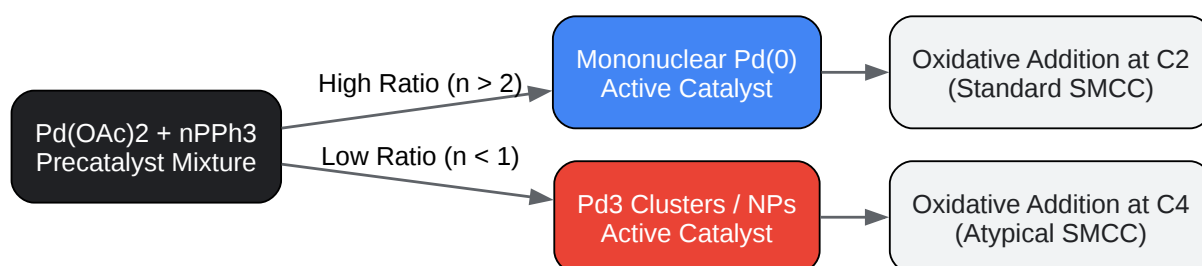 Pd(OAc)2 + nPPh3
Precatalyst Mixture
High Ratio (n > 2)
Low Ratio (n < 1)
Mononuclear Pd(0)
Active Catalyst
Oxidative Addition at C2
(Standard SMCC)
Pd3 Clusters / NPs
Active Catalyst
Oxidative Addition at C4
(Atypical SMCC)